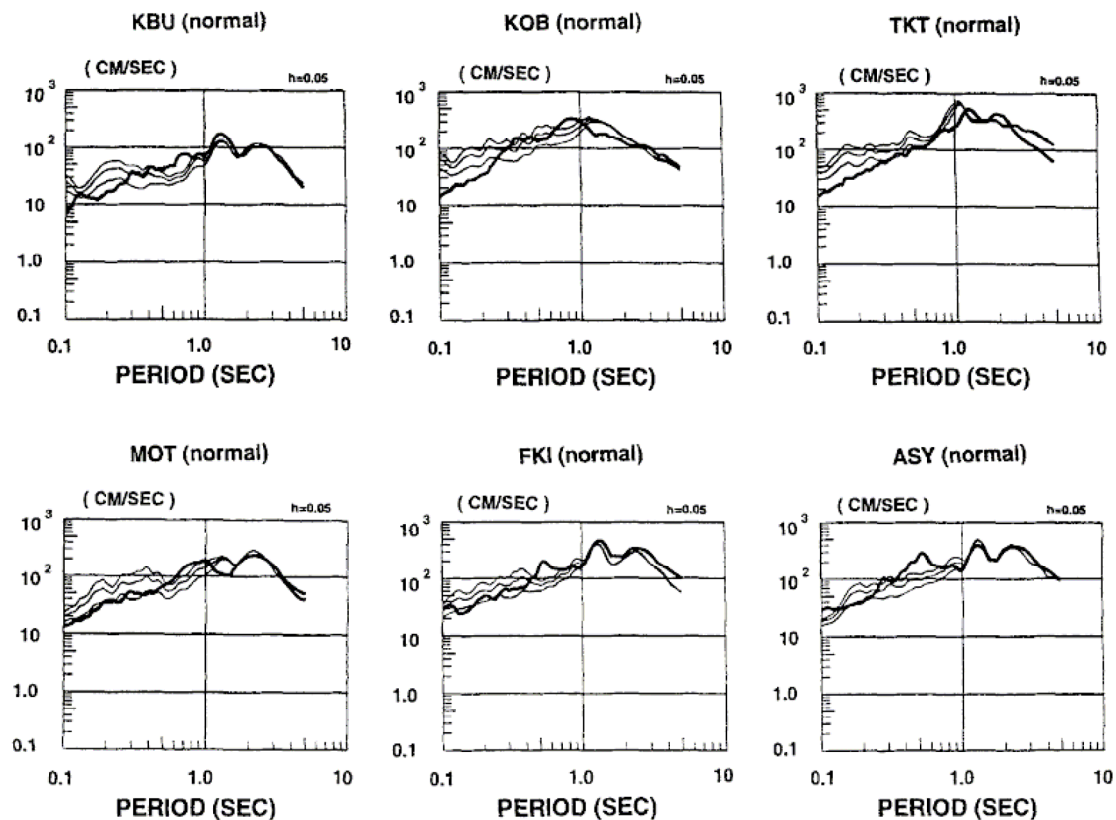 KBU (normal)
KOB (normal)
TKT (normal)
( CM/SEC )
h=0.05
( CM/SEC )
h=0.05
( CM/SEC )
h=0.05
10³
10²
10
1.0
0.1
10³
10²
10
1.0
0.1
10³
10²
10
1.0
0.1
0.1 1.0 10
0.1 1.0 10
0.1 1.0 10
PERIOD (SEC)
PERIOD (SEC)
PERIOD (SEC)
MOT (normal)
FKI (normal)
ASY (normal)
( CM/SEC )
h=0.05
( CM/SEC )
h=0.05
( CM/SEC )
h=0.05
10³
10²
10
1.0
0.1
10³
10²
10
1.0
0.1
10³
10²
10
1.0
0.1
0.1 1.0 10
0.1 1.0 10
0.1 1.0 10
PERIOD (SEC)
PERIOD (SEC)
PERIOD (SEC)